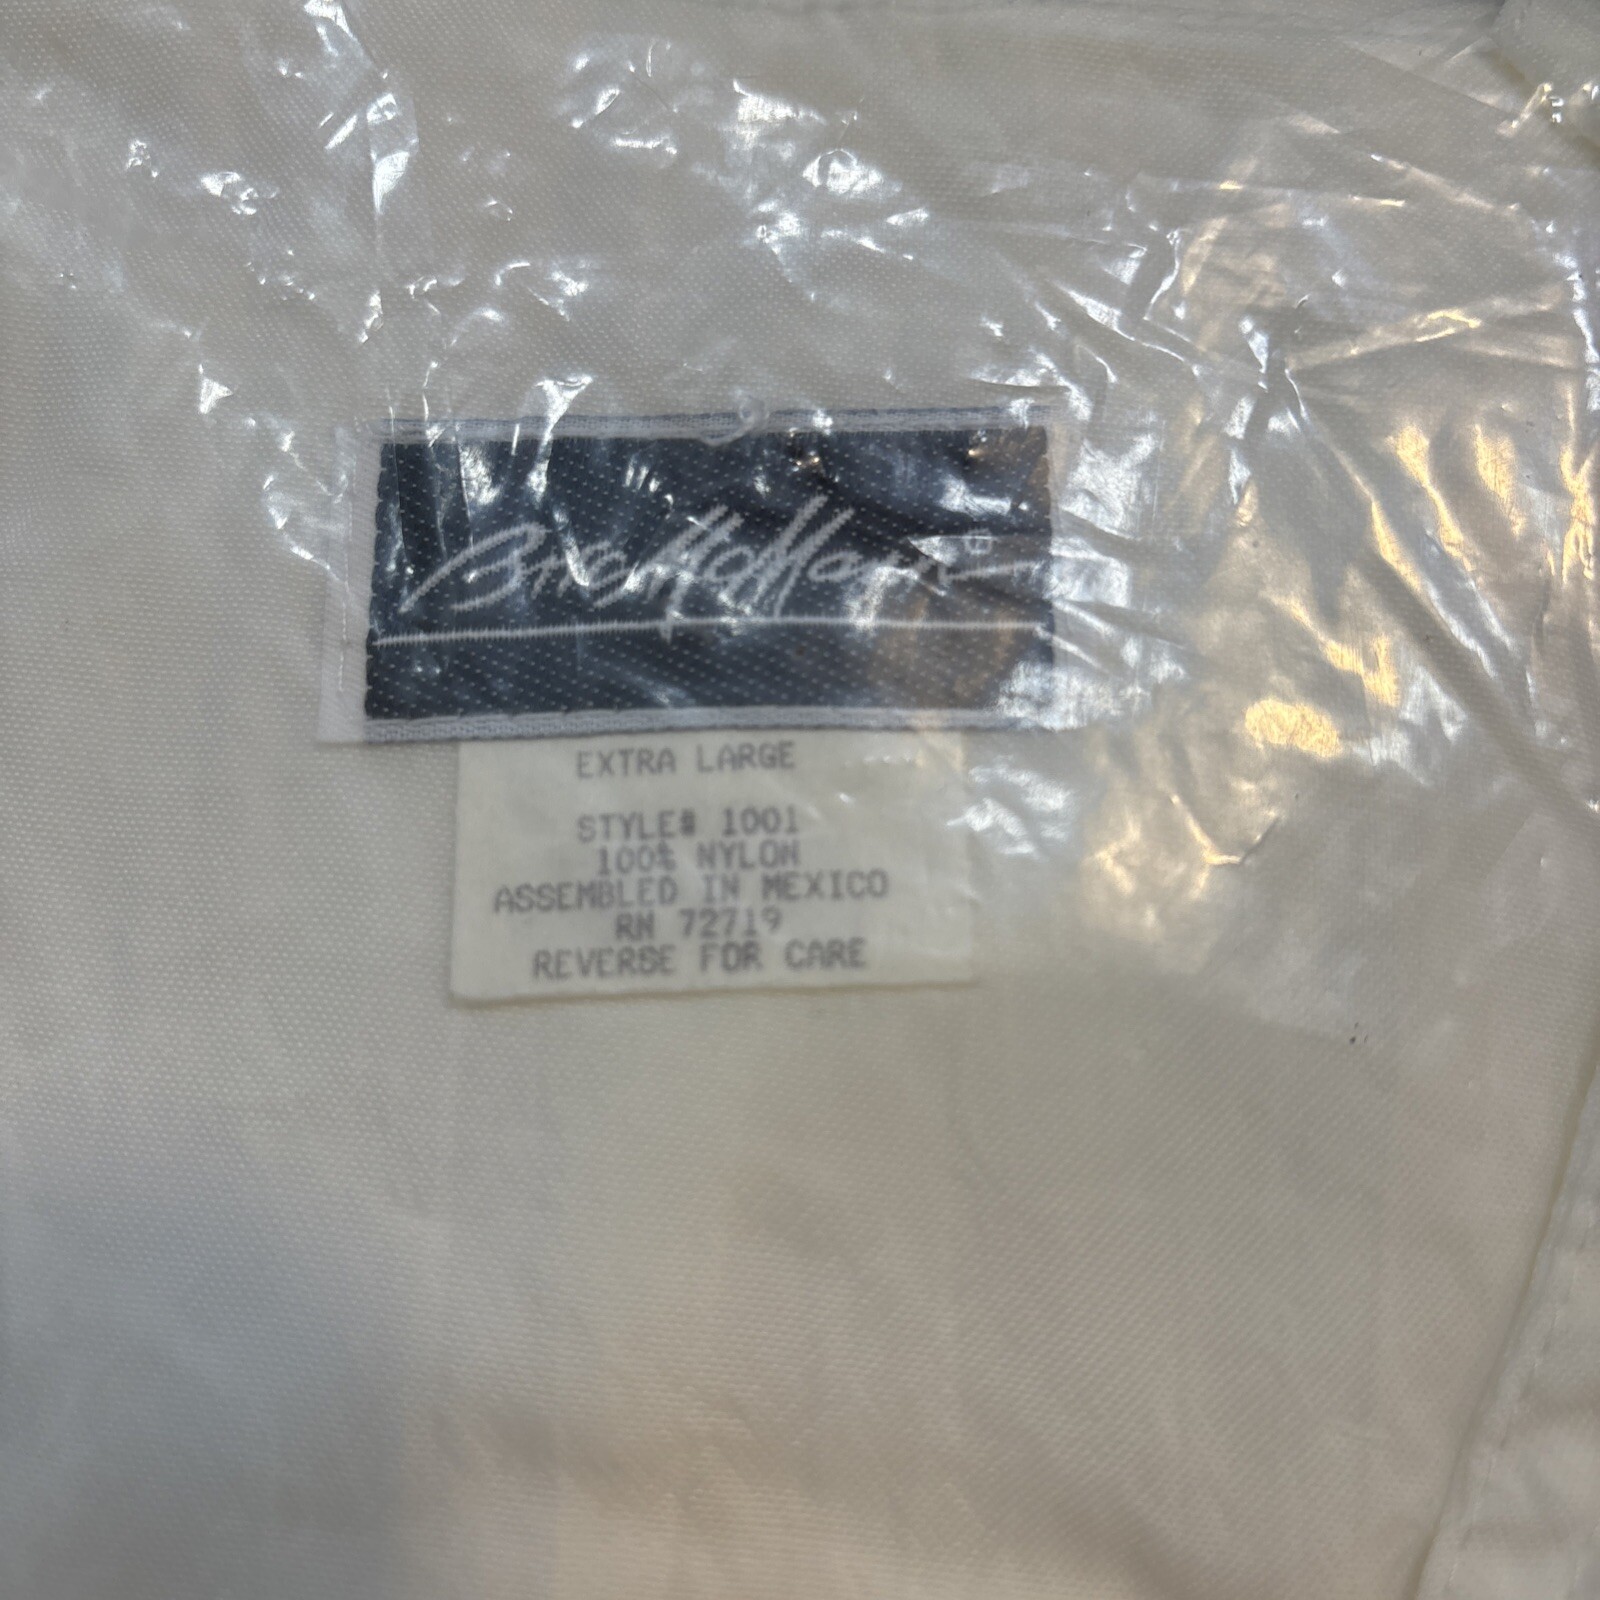 EXTRA LARGE
STYLE# 1001
100% NYLON
ASSEMBLED IN MEXICO
RN 72719
REVERSE FOR CARE